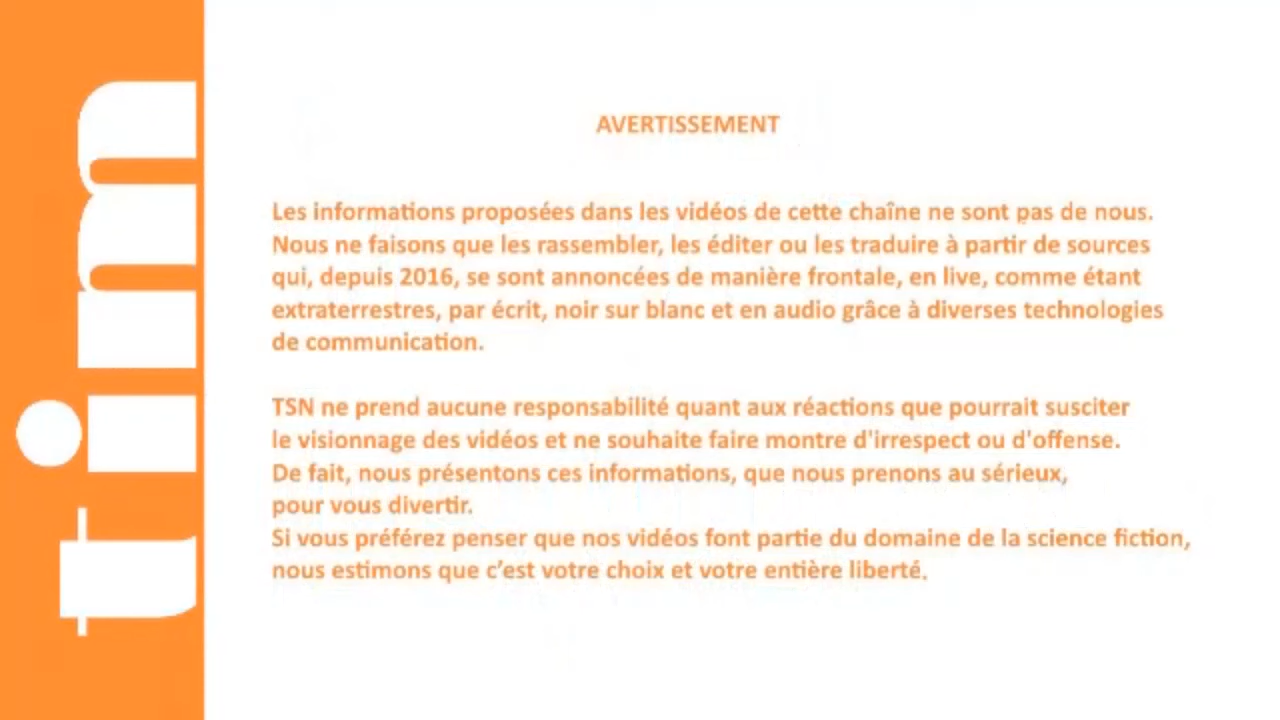 tim
AVERTISSEMENT
Les informations proposées dans les vidéos de cette chaîne ne sont pas de nous.
Nous ne faisons que les rassembler, les éditer ou les traduire à partir de sources
qui, depuis 2016, se sont annoncées de manière frontale, en live, comme étant
extraterrestres, par écrit, noir sur blanc et en audio grâce à diverses technologies
de communication.
TSN ne prend aucune responsabilité quant aux réactions que pourrait susciter
le visionnage des vidéos et ne souhaite faire montre d'irrespect ou d'offense.
De fait, nous présentons ces informations, que nous prenons au sérieux,
pour vous divertir.
Si vous préférez penser que nos vidéos font partie du domaine de la science fiction,
nous estimons que c’est votre choix et votre entière liberté.